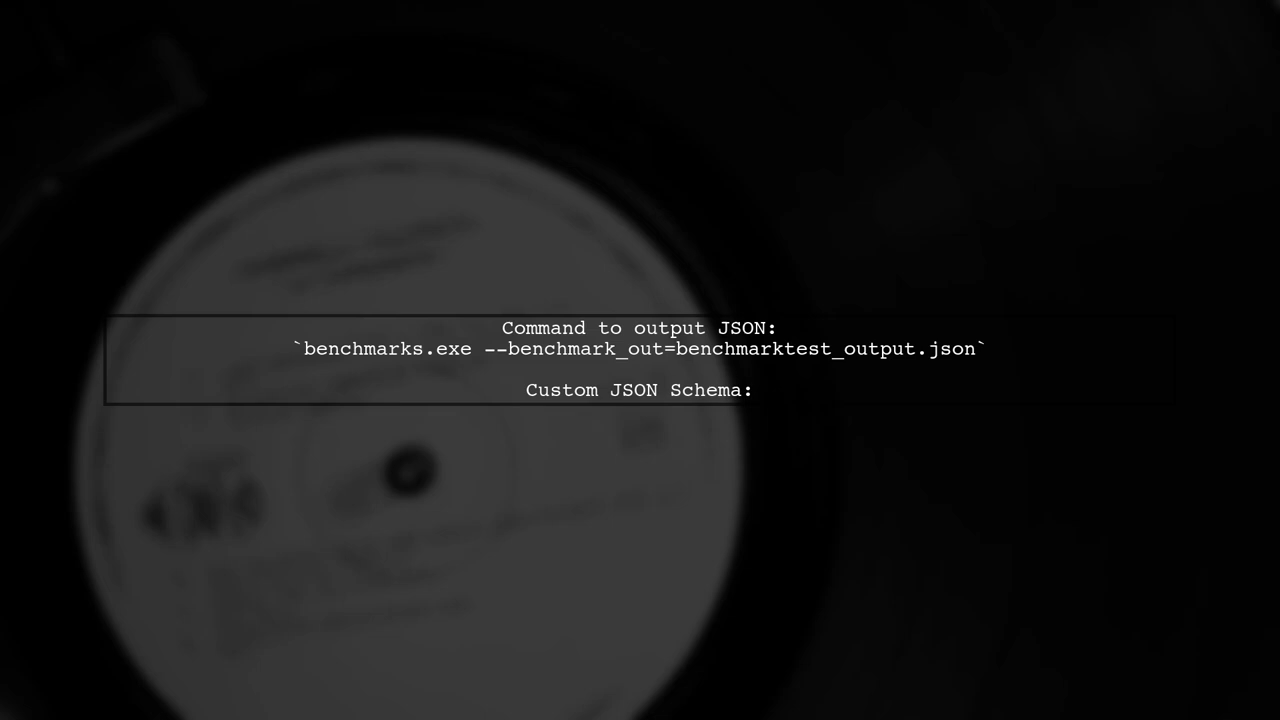 Command to output JSON:
`benchmarks.exe --benchmark_out=benchmarktest_output.json`
Custom JSON Schema: